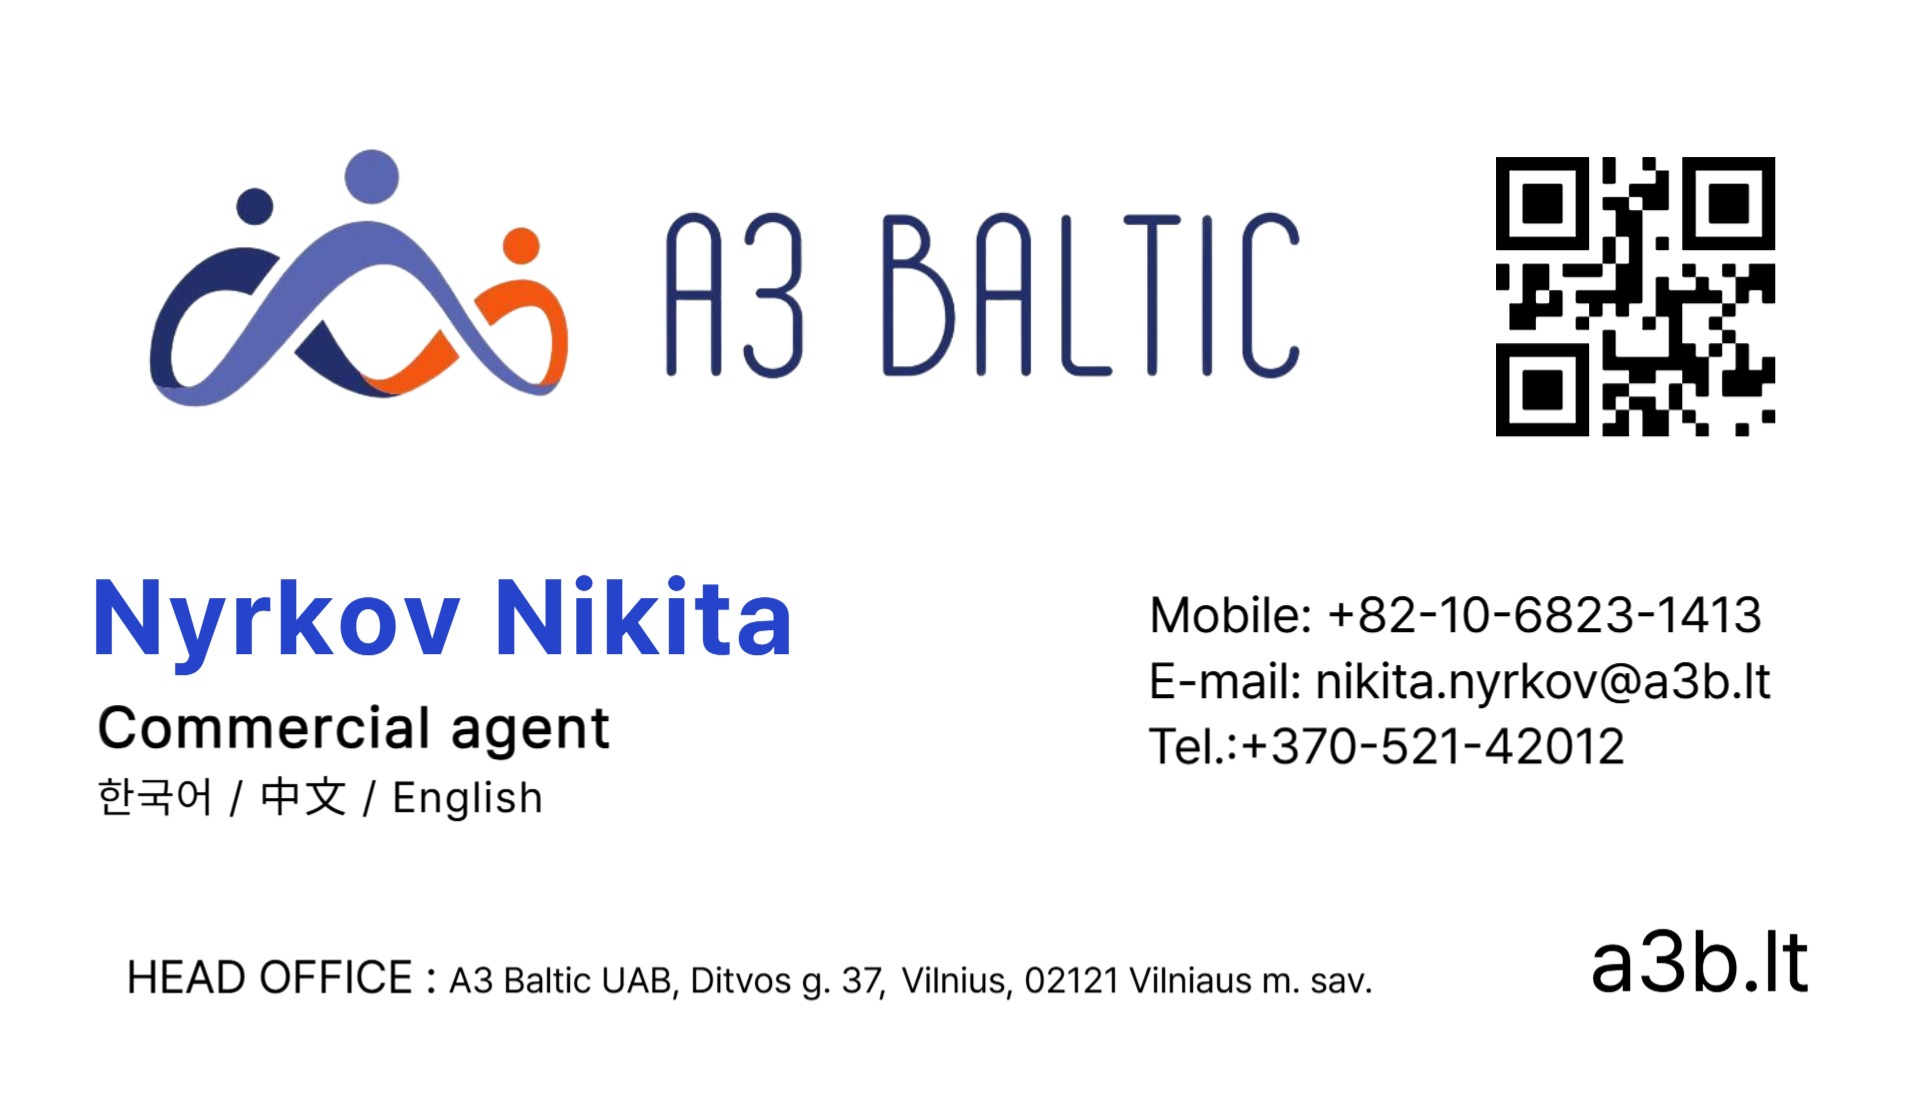 A3 BALTIC
Nyrkov Nikita
Commercial agent
한국어 / 中文 / English
Mobile: +82-10-6823-1413
E-mail: nikita.nyrkov@a3b.lt
Tel.:+370-521-42012
HEAD OFFICE : A3 Baltic UAB, Ditvos g. 37, Vilnius, 02121 Vilniaus m. sav.
a3b.lt